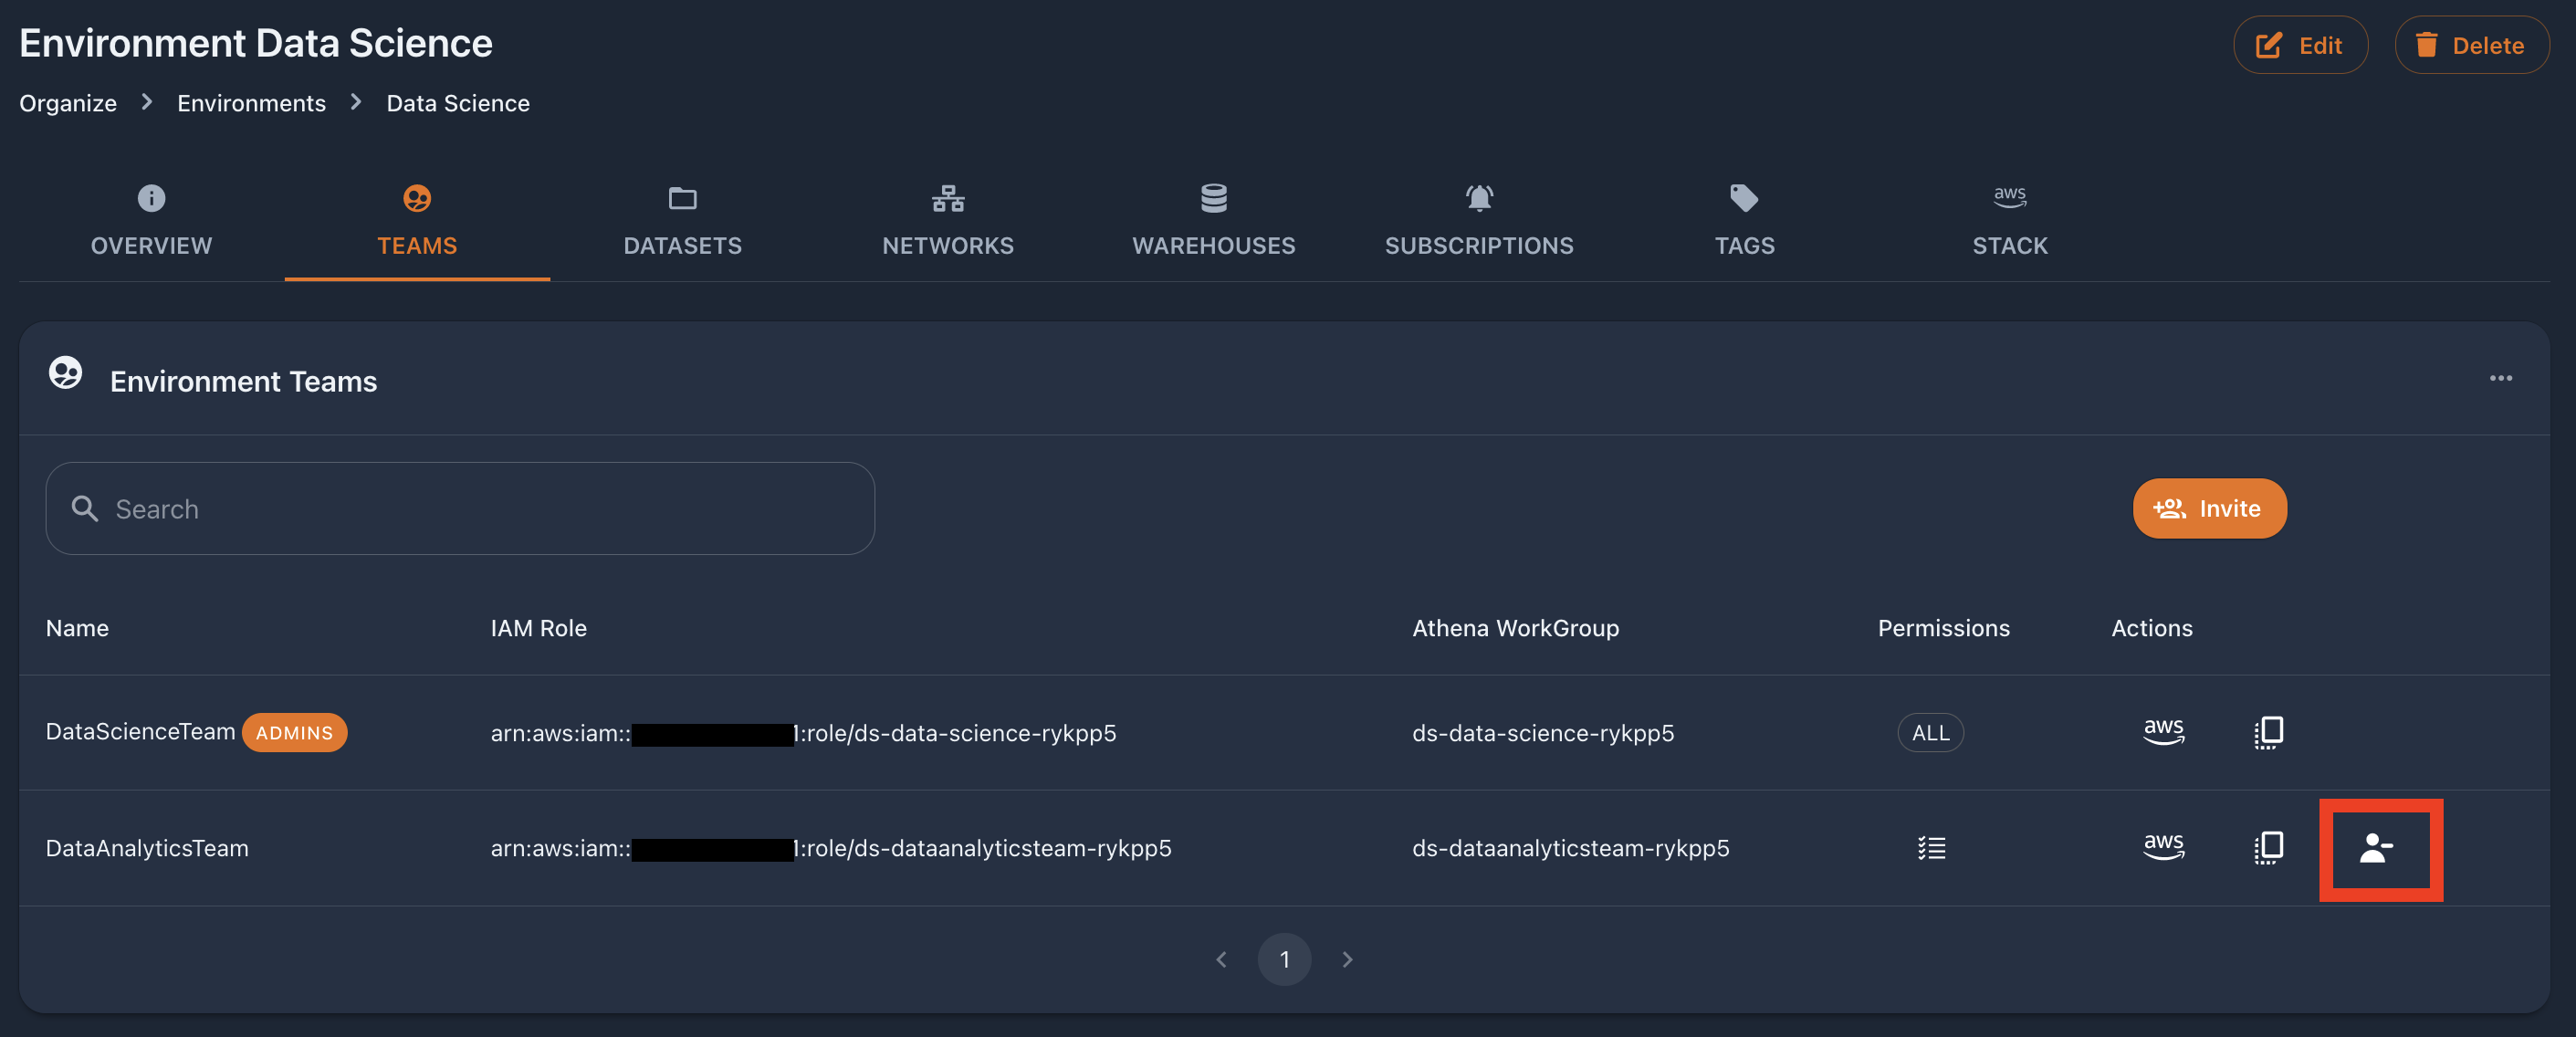 Environment Data Science
Edit
Delete
Organize > Environments > Data Science
OVERVIEW
TEAMS
DATASETS
NETWORKS
WAREHOUSES
SUBSCRIPTIONS
TAGS
aws
STACK
Environment Teams
Search
Invite
Name IAM Role Athena WorkGroup Permissions Actions
DataScienceTeam ADMINS arn:aws:iam:: 1:role/ds-data-science-rykpp5 ds-data-science-rykpp5 ALL aws
DataAnalyticsTeam arn:aws:iam:: 1:role/ds-dataanalyticsteam-rykpp5 ds-dataanalyticsteam-rykpp5 aws
1